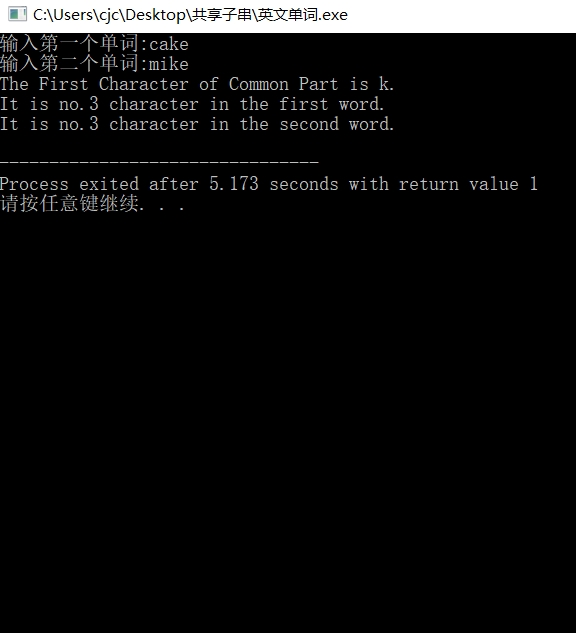 C:\Users\cjc\Desktop\共享子串\英文单词.exe
输入第一个单词:cake
输入第二个单词:mike
The First Character of Common Part is k.
It is no.3 character in the first word.
It is no.3 character in the second word.
--------------------------------
Process exited after 5.173 seconds with return value 1
请按任意键继续. . .